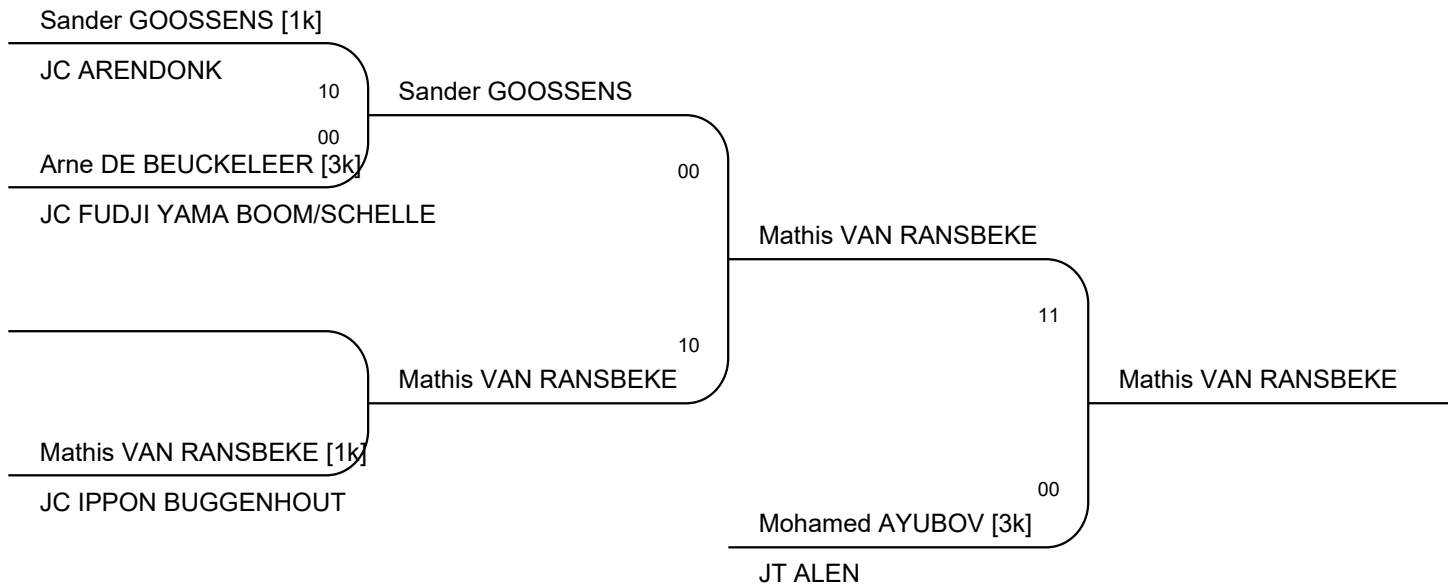 Sander GOOSSENS [1k]
JC ARENDONK
10
Sander GOOSSENS
00
Arne DE BEUCKELEER [3k]
00
JC FUDJI YAMA BOOM/SCHELLE
Mathis VAN RANSBEKE
11
10
Mathis VAN RANSBEKE
Mathis VAN RANSBEKE
Mathis VAN RANSBEKE [1k]
JC IPPON BUGGENHOUT
00
Mohamed AYUBOV [3k]
JT ALEN